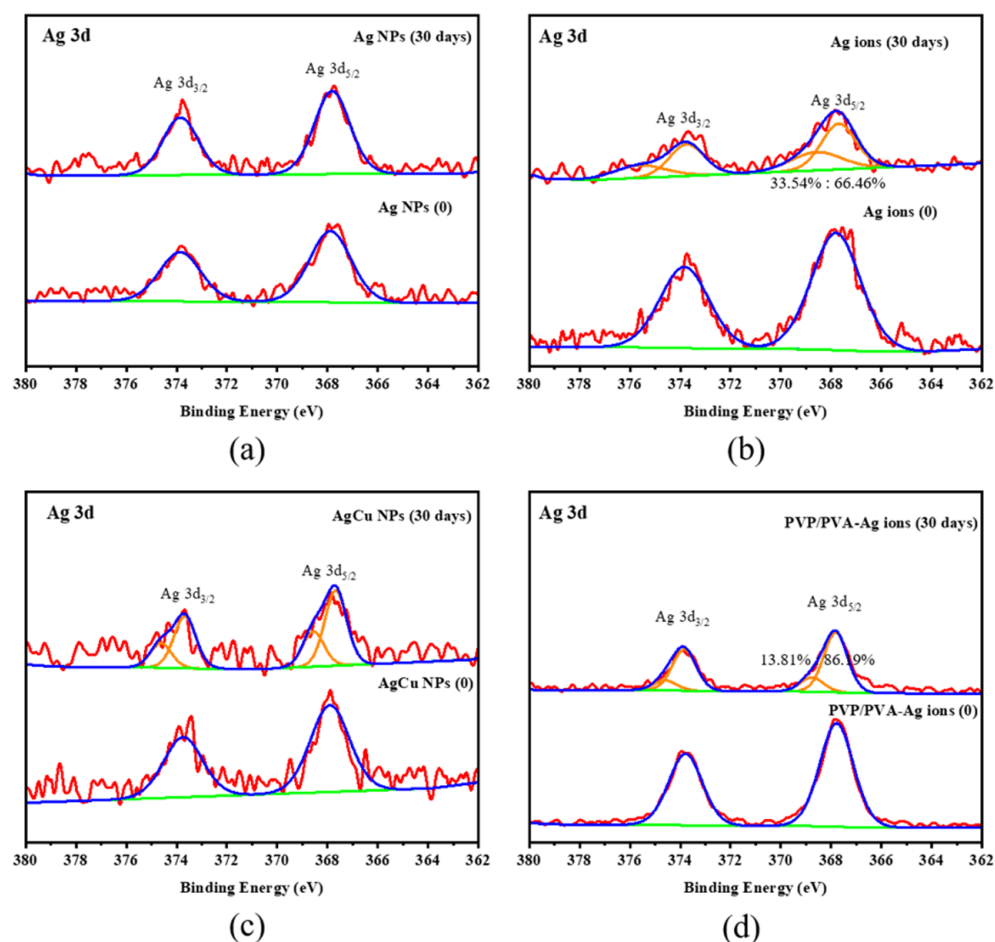 Ag 3d
Ag NPs (30 days)
Ag 3d3/2
Ag 3d5/2
Ag NPs (0)
380 378 376 374 372 370 368 366 364 362
Binding Energy (eV)
(a)
Ag 3d
Ag ions (30 days)
Ag 3d3/2
Ag 3d5/2
33.54% : 66.46%
Ag ions (0)
380 378 376 374 372 370 368 366 364 362
Binding Energy (eV)
(b)
Ag 3d
AgCu NPs (30 days)
Ag 3d3/2
Ag 3d5/2
AgCu NPs (0)
380 378 376 374 372 370 368 366 364 362
Binding Energy (eV)
(c)
Ag 3d
PVP/PVA-Ag ions (30 days)
Ag 3d3/2
Ag 3d5/2
13.81% 86.19%
PVP/PVA-Ag ions (0)
380 378 376 374 372 370 368 366 364 362
Binding Energy (eV)
(d)